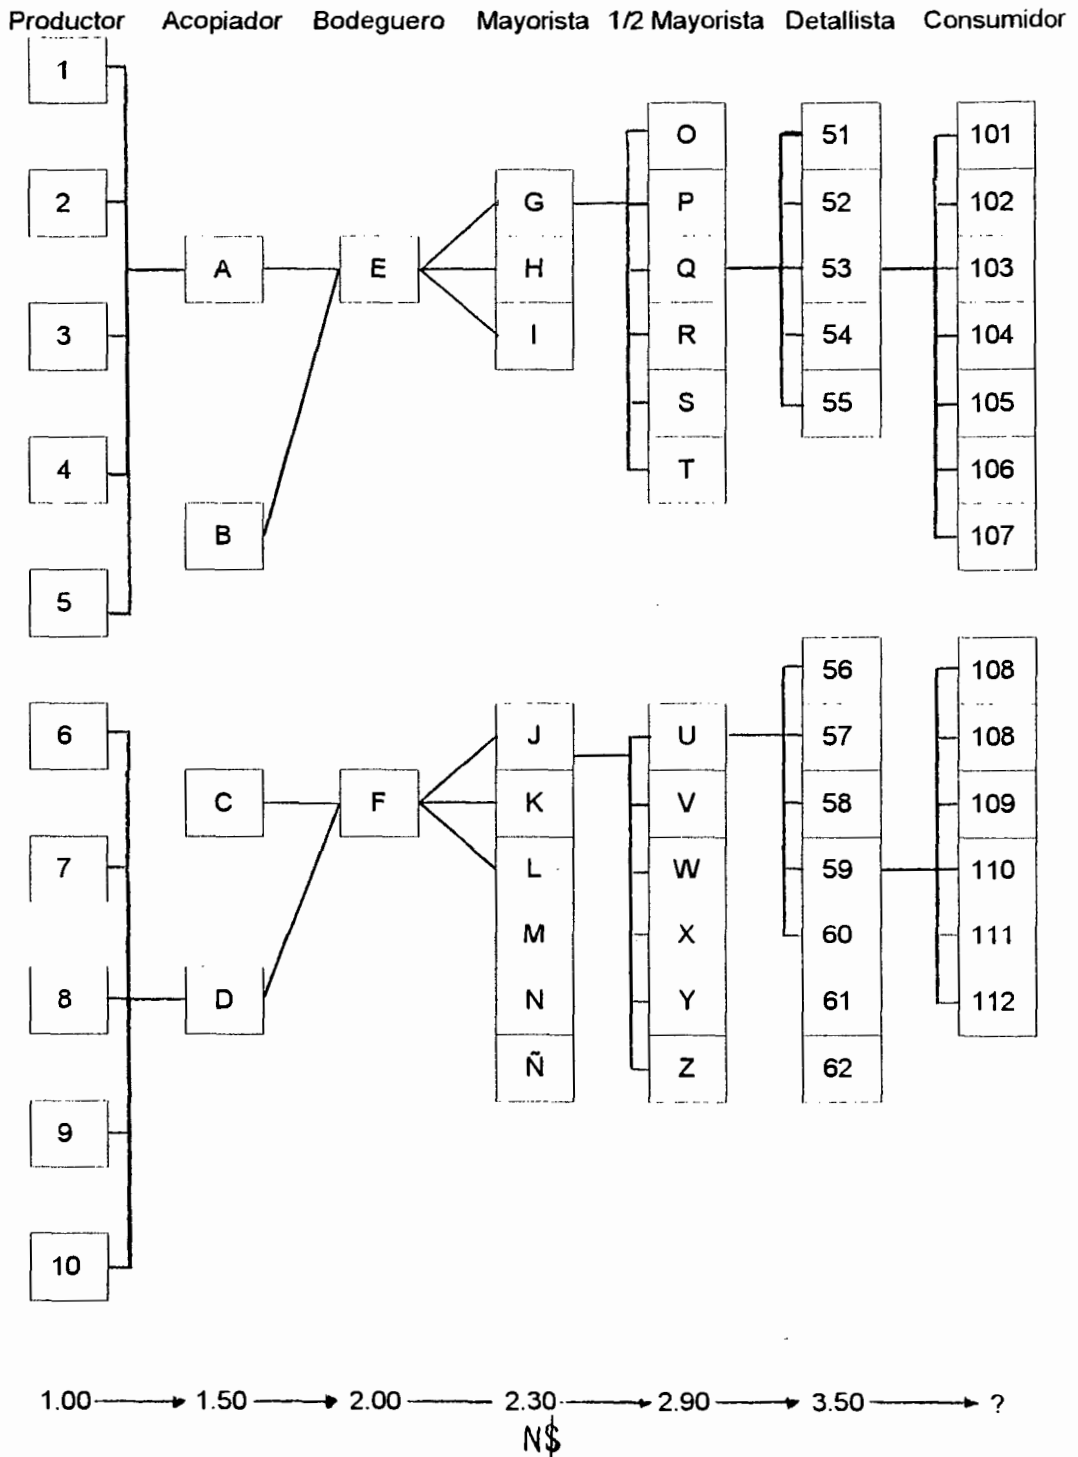 Productor Acopiador Bodeguero Mayorista 1/2 Mayorista Detallista Consumidor
1
O 51 101
2 G P 52 102
A E H Q 53 103
3 I R 54 104
S 55 105
4 T 106
B 107
5
56 108
6 J U 57 108
C F K V 58 109
7 L W 59 110
M X 60 111
8 D N Y 61 112
Ñ Z 62
9
10
1.00 1.50 2.00 2.30 2.90 3.50 ?
N$